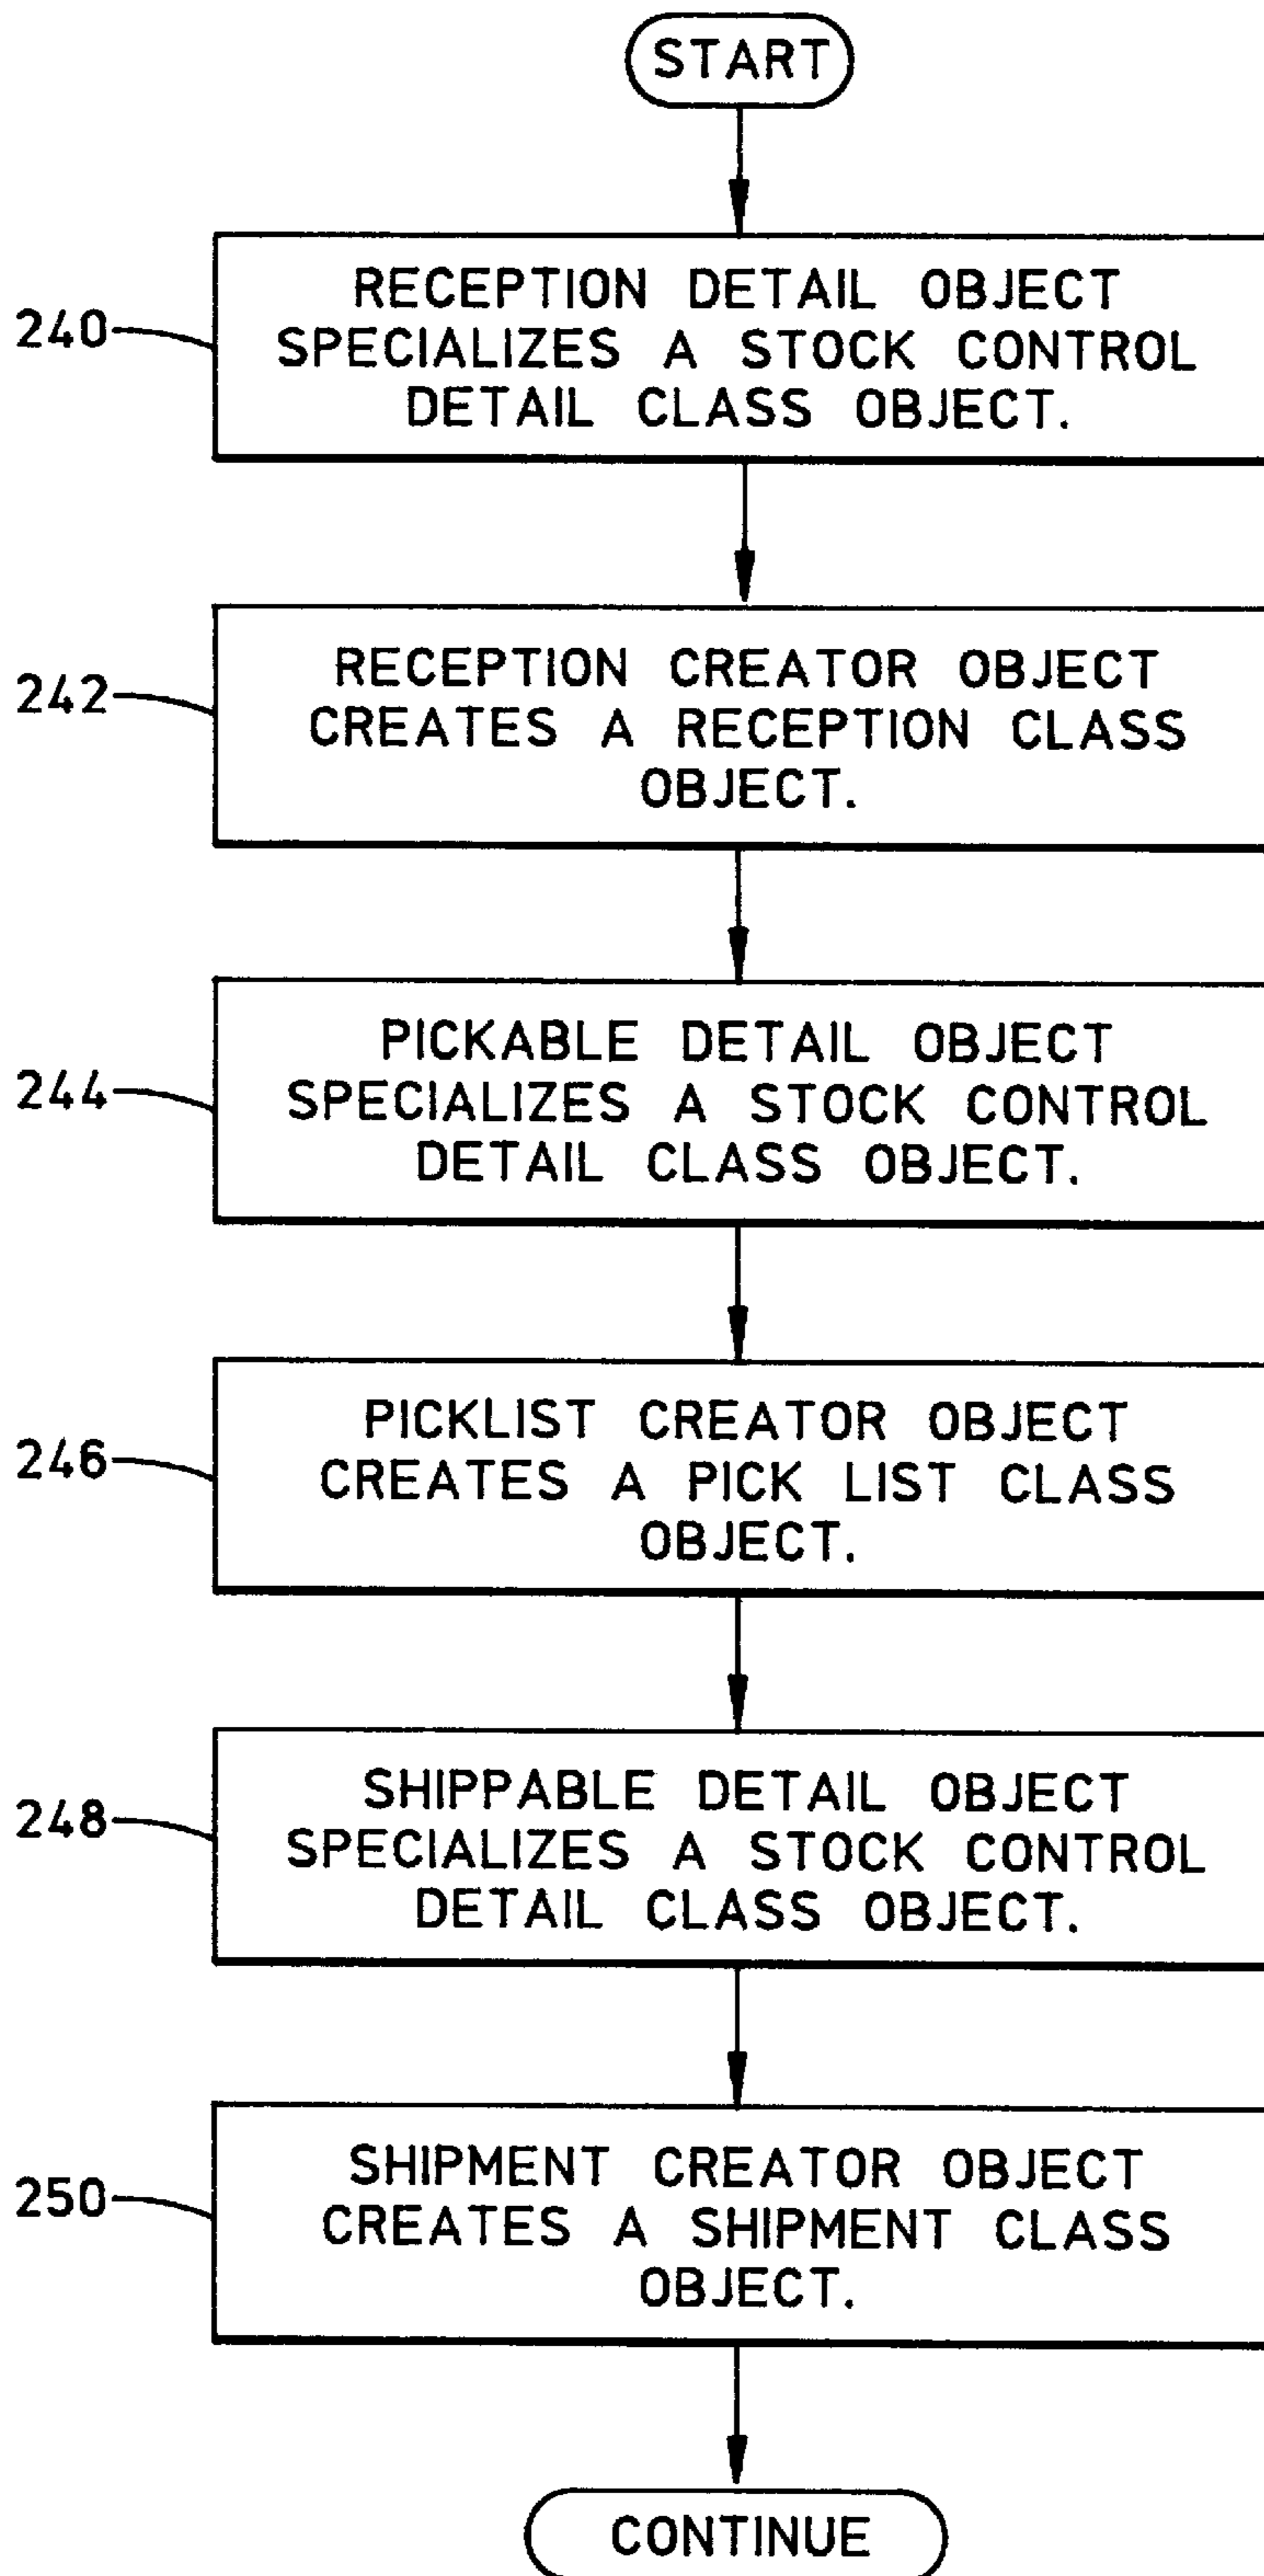 START
240
RECEPTION DETAIL OBJECT
SPECIALIZES A STOCK CONTROL
DETAIL CLASS OBJECT.
242
RECEPTION CREATOR OBJECT
CREATES A RECEPTION CLASS
OBJECT.
244
PICKABLE DETAIL OBJECT
SPECIALIZES A STOCK CONTROL
DETAIL CLASS OBJECT.
246
PICKLIST CREATOR OBJECT
CREATES A PICK LIST CLASS
OBJECT.
248
SHIPPABLE DETAIL OBJECT
SPECIALIZES A STOCK CONTROL
DETAIL CLASS OBJECT.
250
SHIPMENT CREATOR OBJECT
CREATES A SHIPMENT CLASS
OBJECT.
CONTINUE